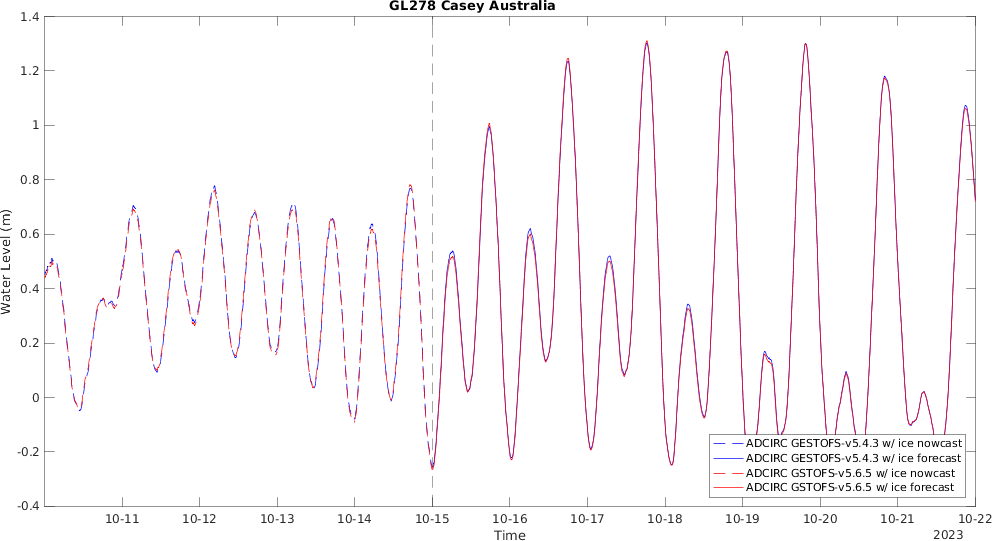 GL278 Casey Australia
1.4
1.2
1
0.8
0.6
0.4
0.2
0
-0.2
-0.4
Water Level (m)
ADCIRC GESTOFS-v5.4.3 w/ ice nowcast
ADCIRC GESTOFS-v5.4.3 w/ ice forecast
ADCIRC GSTOFS-v5.6.5 w/ ice nowcast
ADCIRC GSTOFS-v5.6.5 w/ ice forecast
10-11 10-12 10-13 10-14 10-15 10-16 10-17 10-18 10-19 10-20 10-21 10-22
Time
2023